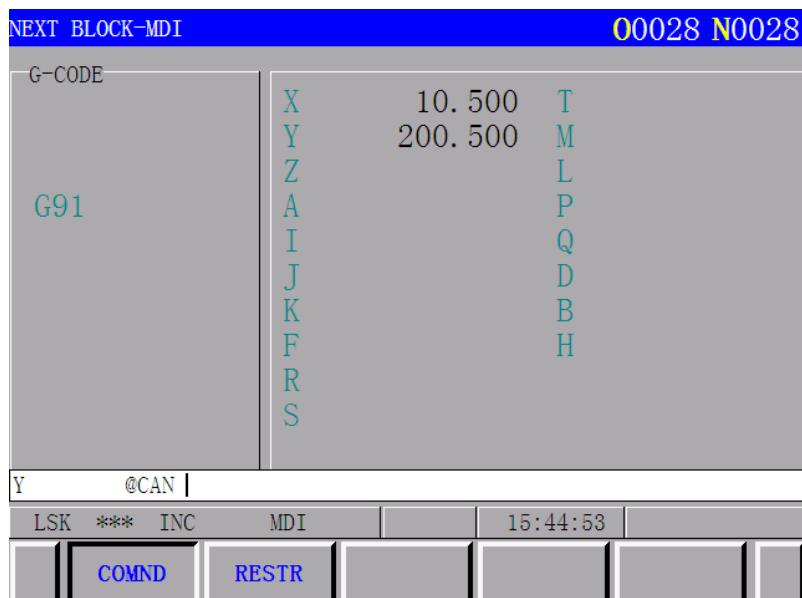 NEXT BLOCK-MDI O0028 N0028
G-CODE
X 10.500 T
Y 200.500 M
Z L
G91 A P
I Q
J D
K B
F H
R
S
Y @CAN
LSK *** INC MDI 15:44:53
COMND RESTR